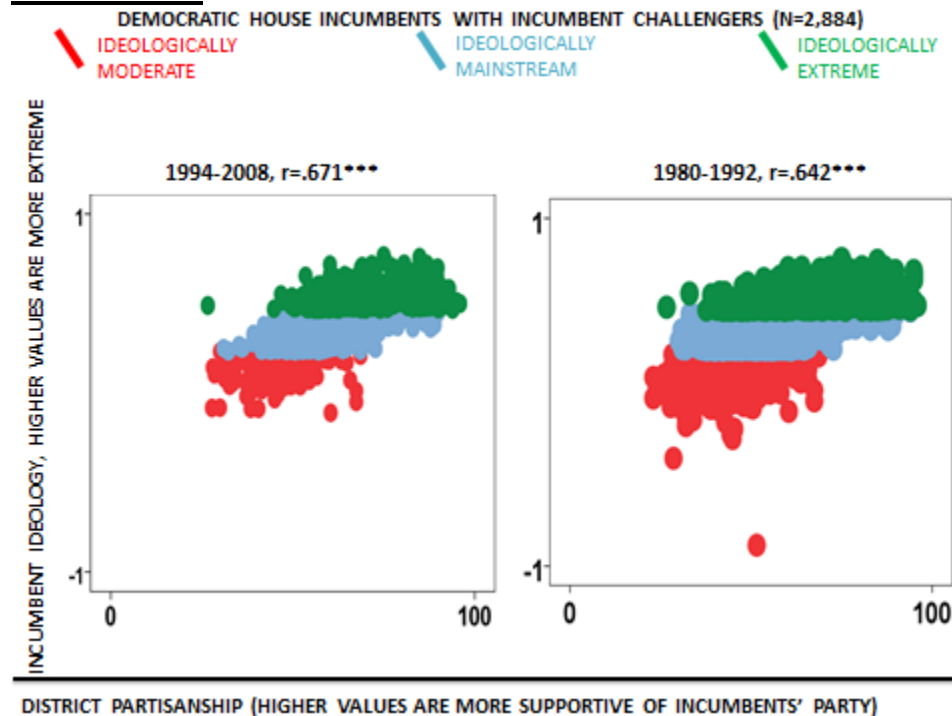 DEMOCRATIC HOUSE INCUMBENTS WITH INCUMBENT CHALLENGERS (N=2,884)
IDEOLOGICALLY
MODERATE
IDEOLOGICALLY
MAINSTREAM
IDEOLOGICALLY
EXTREME
INCUMBENT IDEOLOGY, HIGHER VALUES ARE MORE EXTREME
1994-2008, r=.671***
1
-1
0
100
1980-1992, r=.642***
1
-1
0
100
DISTRICT PARTISANSHIP (HIGHER VALUES ARE MORE SUPPORTIVE OF INCUMBENTS' PARTY)